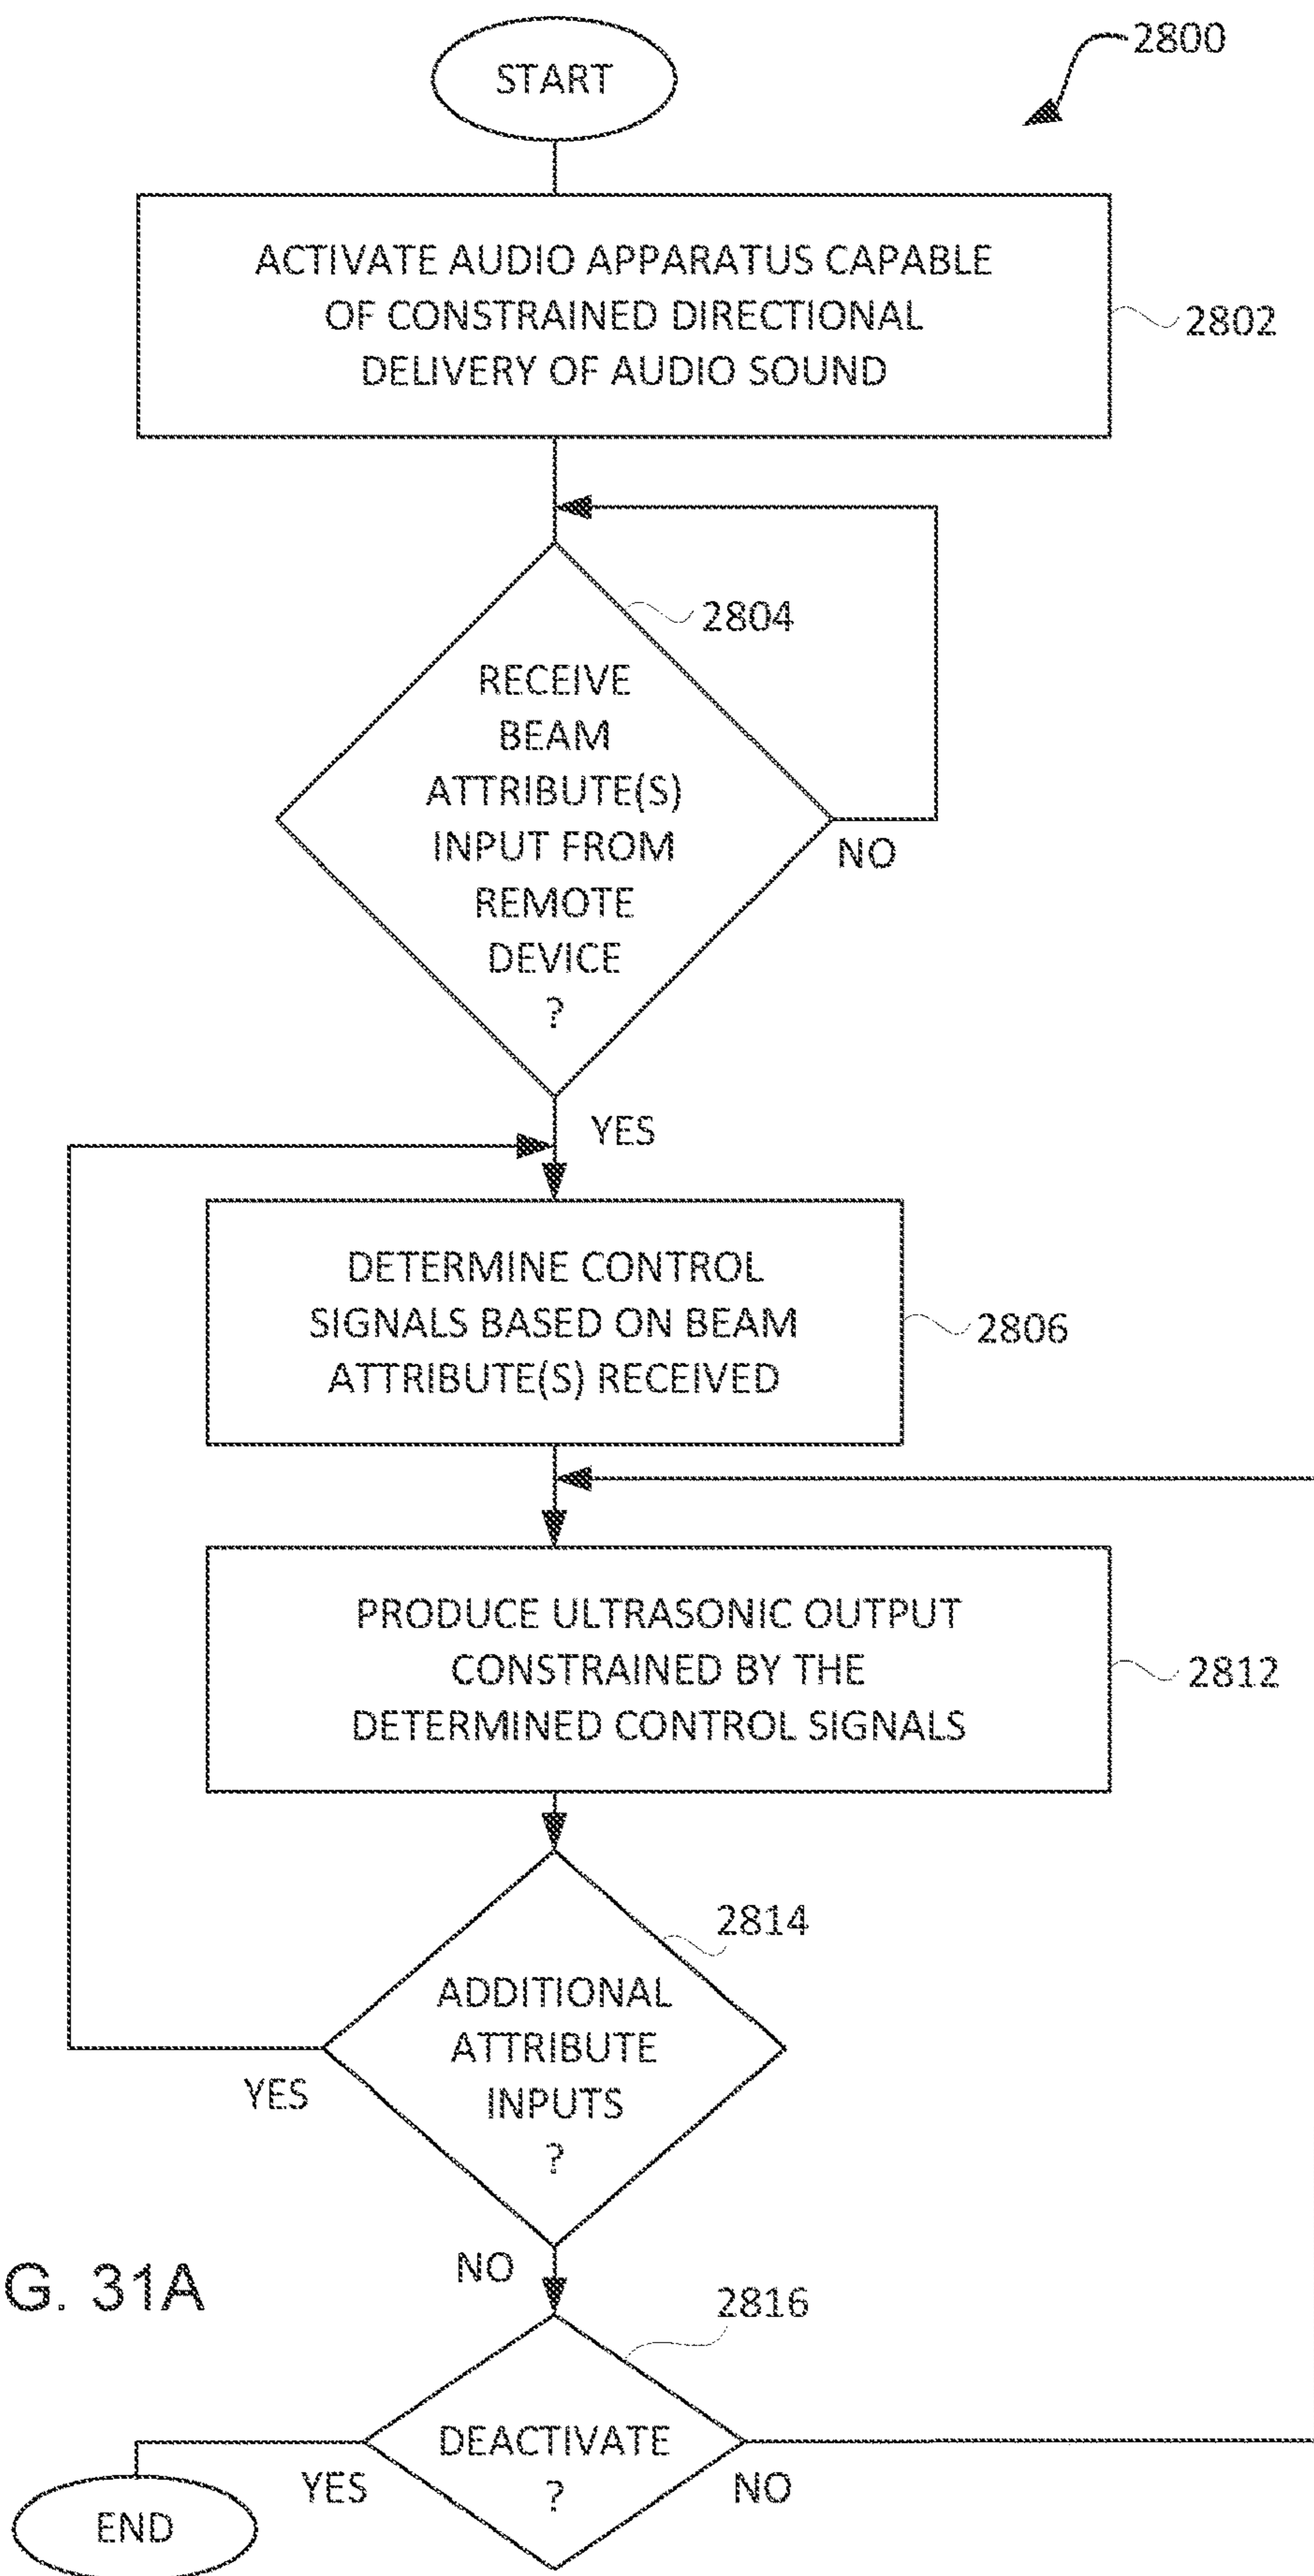 START
2800
ACTIVATE AUDIO APPARATUS CAPABLE
OF CONSTRAINED DIRECTIONAL
DELIVERY OF AUDIO SOUND
2802
2804
RECEIVE
BEAM
ATTRIBUTE(S)
INPUT FROM
REMOTE
DEVICE
?
NO
YES
DETERMINE CONTROL
SIGNALS BASED ON BEAM
ATTRIBUTE(S) RECEIVED
2806
PRODUCE ULTRASONIC OUTPUT
CONSTRAINED BY THE
DETERMINED CONTROL SIGNALS
2812
2814
ADDITIONAL
ATTRIBUTE
INPUTS
?
YES
NO
G. 31A
2816
DEACTIVATE
?
YES
NO
END